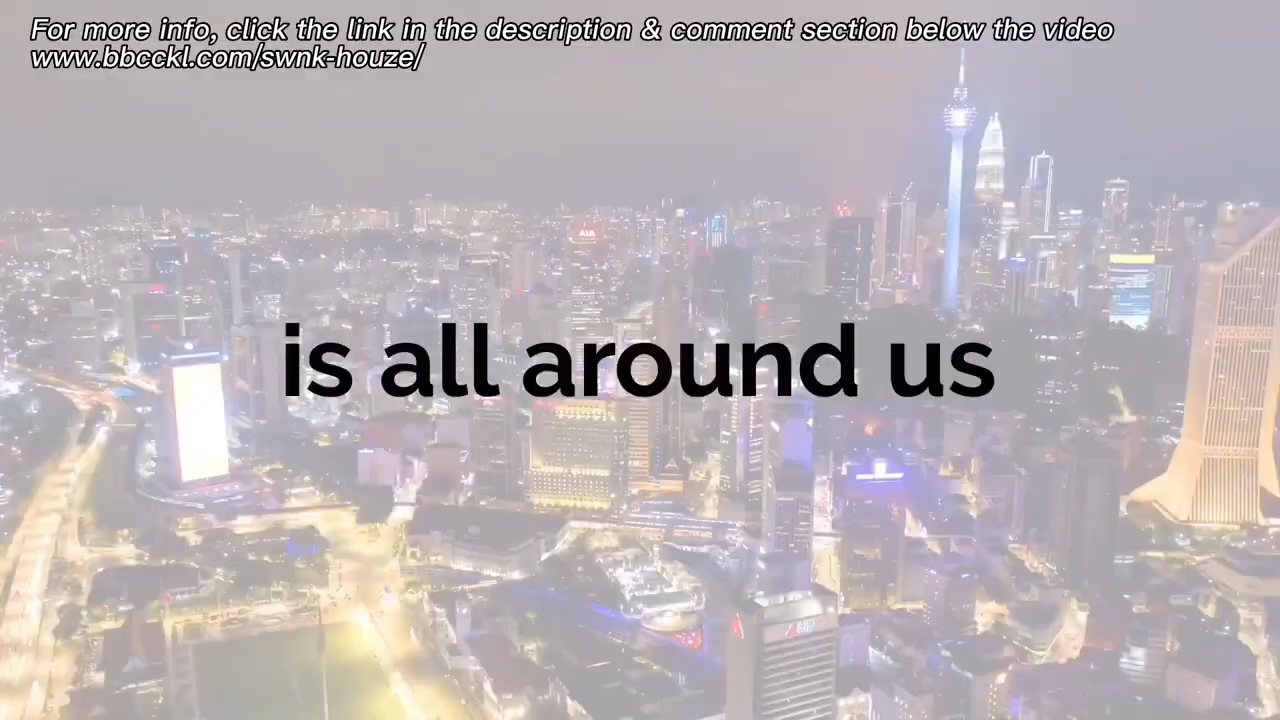 For more info, click the link in the description & comment section below the video
www.bbcckl.com/swnk-houze/
AIA
is all around us